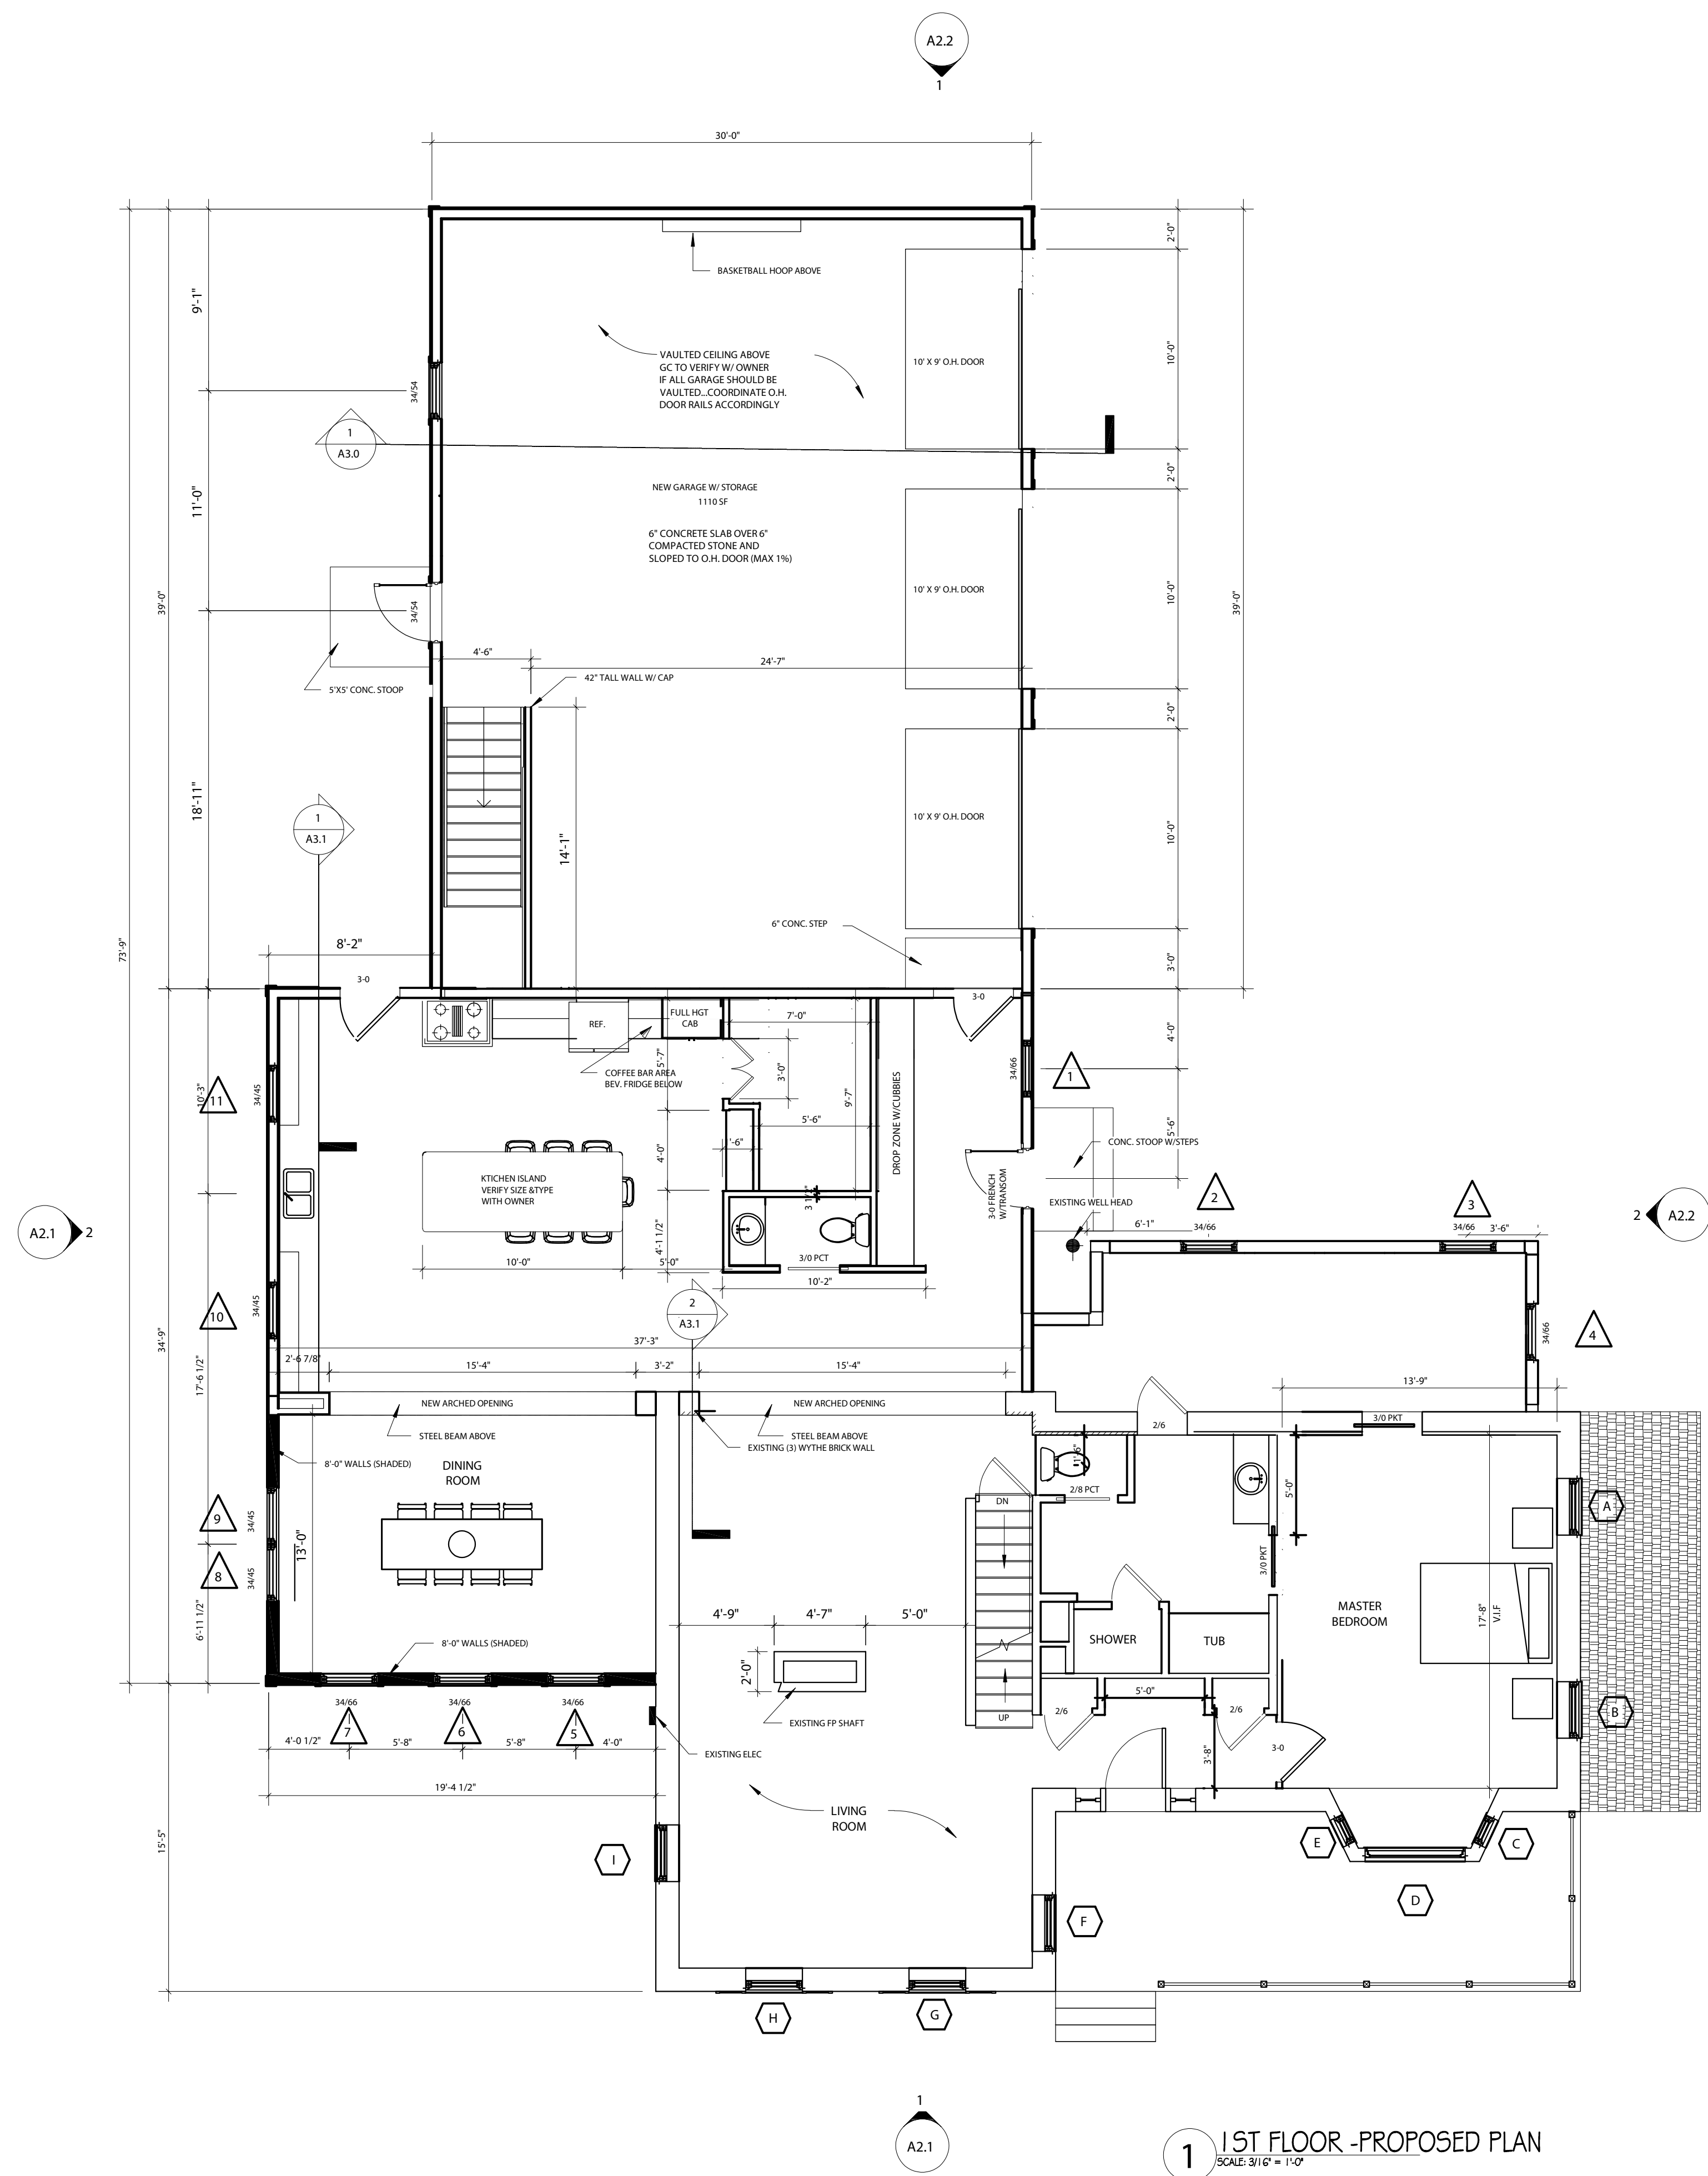 A2.2
1
30'-0"
2'-0"
BASKETBALL HOOP ABOVE
9'-1"
VAULTED CEILING ABOVE
GC TO VERIFY W/ OWNER
IF ALL GARAGE SHOULD BE
VAULTED...COORDINATE O.H.
DOOR RAILS ACCORDINGLY
10' X 9' O.H. DOOR
10'-0"
34/54
1
A3.0
2'-0"
11'-0"
NEW GARAGE W/ STORAGE
1110 SF
6" CONCRETE SLAB OVER 6"
COMPACTED STONE AND
SLOPED TO O.H. DOOR (MAX 1%)
10' X 9' O.H. DOOR
10'-0"
39'-0"
39'-0"
34/54
4'-6"
24'-7"
42" TALL WALL W/ CAP
5'X5' CONC. STOOP
2'-0"
18'-11"
1
A3.1
10' X 9' O.H. DOOR
10'-0"
14'-1"
6" CONC. STEP
73'-9"
8'-2"
3'-0"
3-0
3-0
FULL HGT
CAB
REF.
7'-0"
4'-0"
5'-7"
COFFEE BAR AREA
BEV. FRIDGE BELOW
3'-0"
34/66
1
10'-3"
11
34/45
9'-7"
DROP ZONE W/CUBBIES
5'-6"
5'-6"
CONC. STOOP W/STEPS
'-6"
4'-0"
KTICHEN ISLAND
VERIFY SIZE &TYPE
WITH OWNER
3 1/2"
3-0 FRENCH
W/TRANSOM
EXISTING WELL HEAD
2
3
A2.1
2
6'-1"
34/66
34/66
3'-6"
2
A2.2
4'-1 1/2"
3/0 PCT
10'-0"
5'-0"
10'-2"
10
34/45
2
A3.1
34/66
4
34'-9"
37'-3"
2'-6 7/8"
15'-4"
3'-2"
15'-4"
17'-6 1/2"
13'-9"
NEW ARCHED OPENING
NEW ARCHED OPENING
3/0 PKT
2/6
STEEL BEAM ABOVE
STEEL BEAM ABOVE
EXISTING (3) WYTHE BRICK WALL
8'-0" WALLS (SHADED)
DINING
ROOM
1'-6"
2/8 PCT
DN
5'-0"
A
9
34/45
13'-0"
8
34/45
3/0 PKT
6'-11 1/2"
4'-9"
4'-7"
5'-0"
MASTER
BEDROOM
17'-8"
V.I.F
8'-0" WALLS (SHADED)
SHOWER
TUB
2'-0"
5'-0"
34/66
34/66
34/66
7
6
5
EXISTING FP SHAFT
UP
2/6
2/6
B
4'-0 1/2"
5'-8"
5'-8"
4'-0"
EXISTING ELEC
3'-8"
3-0
19'-4 1/2"
LIVING
ROOM
15'-5"
I
E
C
D
F
H
G
1
A2.1
1
1ST FLOOR -PROPOSED PLAN
SCALE: 3/16" = 1'-0"